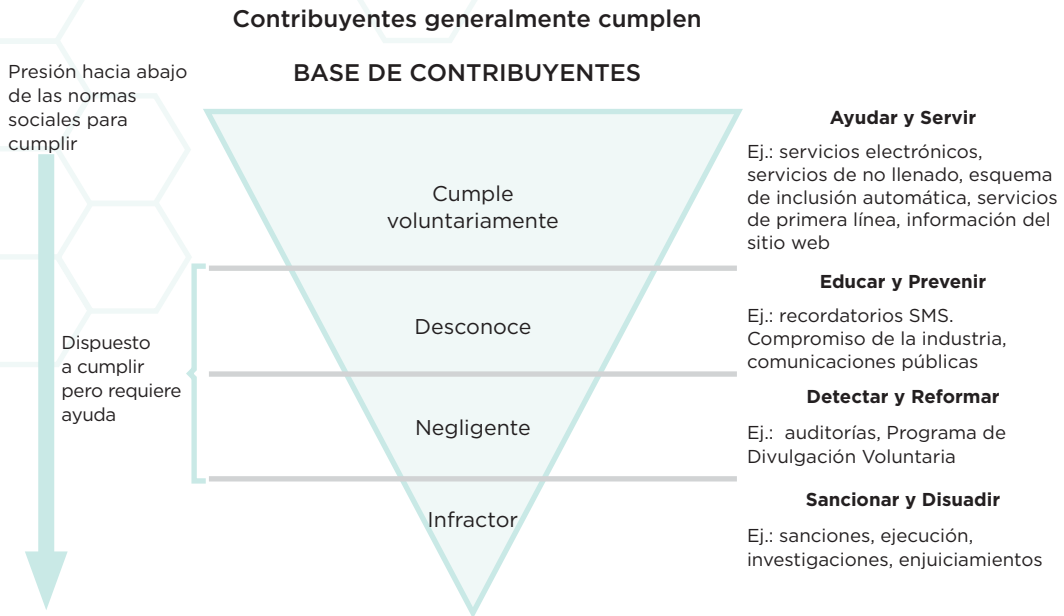 Contribuyentes generalmente cumplen
BASE DE CONTRIBUYENTES
Presión hacia abajo
de las normas
sociales para
cumplir
Cumple
voluntariamente
Ayudar y Servir
Ej.: servicios electrónicos,
servicios de no llenado, esquema
de inclusión automática, servicios
de primera línea, información del
sitio web
Dispuesto
a cumplir
pero requiere
ayuda
Desconoce
Educar y Prevenir
Ej.: recordatorios SMS.
Compromiso de la industria,
comunicaciones públicas
Negligente
Detectar y Reformar
Ej.: auditorías, Programa de
Divulgación Voluntaria
Infractor
Sancionar y Disuadir
Ej.: sanciones, ejecución,
investigaciones, enjuiciamientos